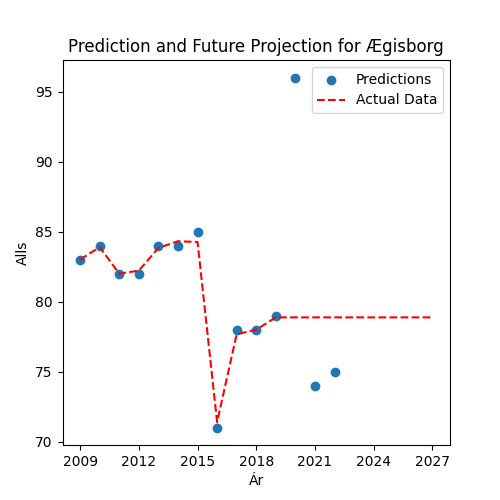 Prediction and Future Projection for Ægisborg
Predictions
Actual Data
95
90
85
80
75
70
Alls
2009 2012 2015 2018 2021 2024 2027
Ár